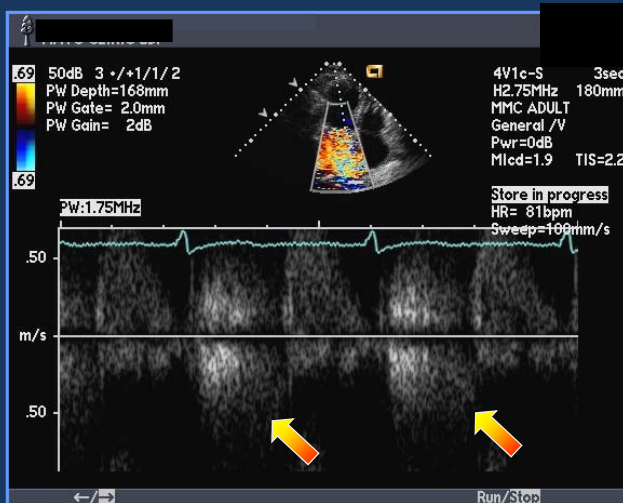 .69
50dB 3 •/+1/1/2
PW Depth=168mm
PW Gate= 2.0mm
PW Gain= 2dB
.69
4V1c-S 3sec
H2.75MHz 180mm
MMC ADULT
General /V
Pwr=0dB
MIcd=1.9 TIS=2.2
Store in progress
HR= 81bpm
Sweep=100mm/s
PW:1.75MHz
.50
m/s
.50
←/→ Run/Stop